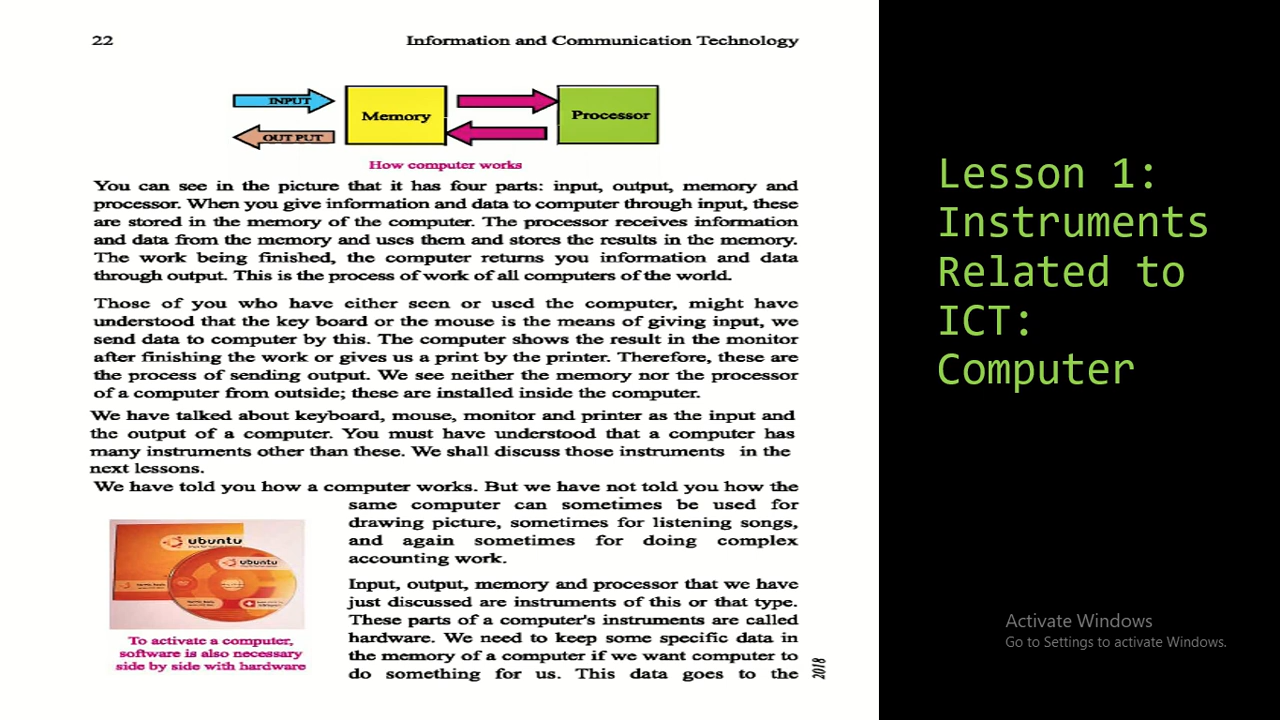 22 Information and Communication Technology
INPUT
OUT PUT
Memory
Processor
How computer works
You can see in the picture that it has four parts: input, output, memory and
processor. When you give information and data to computer through input, these
are stored in the memory of the computer. The processor receives information
and data from the memory and uses them and stores the results in the memory.
The work being finished, the computer returns you information and data
through output. This is the process of work of all computers of the world.
Those of you who have either seen or used the computer, might have
understood that the key board or the mouse is the means of giving input, we
send data to computer by this. The computer shows the result in the monitor
after finishing the work or gives us a print by the printer. Therefore, these are
the process of sending output. We see neither the memory nor the processor
of a computer from outside; these are installed inside the computer.
We have talked about keyboard, mouse, monitor and printer as the input and
the output of a computer. You must have understood that a computer has
many instruments other than these. We shall discuss those instruments in the
next lessons.
We have told you how a computer works. But we have not told you how the
same computer can sometimes be used for
drawing picture, sometimes for listening songs,
and again sometimes for doing complex
accounting work.
ubuntu
ubuntu
To activate a computer,
software is also necessary
side by side with hardware
Input, output, memory and processor that we have
just discussed are instruments of this or that type.
These parts of a computer's instruments are called
hardware. We need to keep some specific data in
the memory of a computer if we want computer to
do something for us. This data goes to the
2018
Lesson 1:
Instruments
Related to
ICT:
Computer
Activate Windows
Go to Settings to activate Windows.